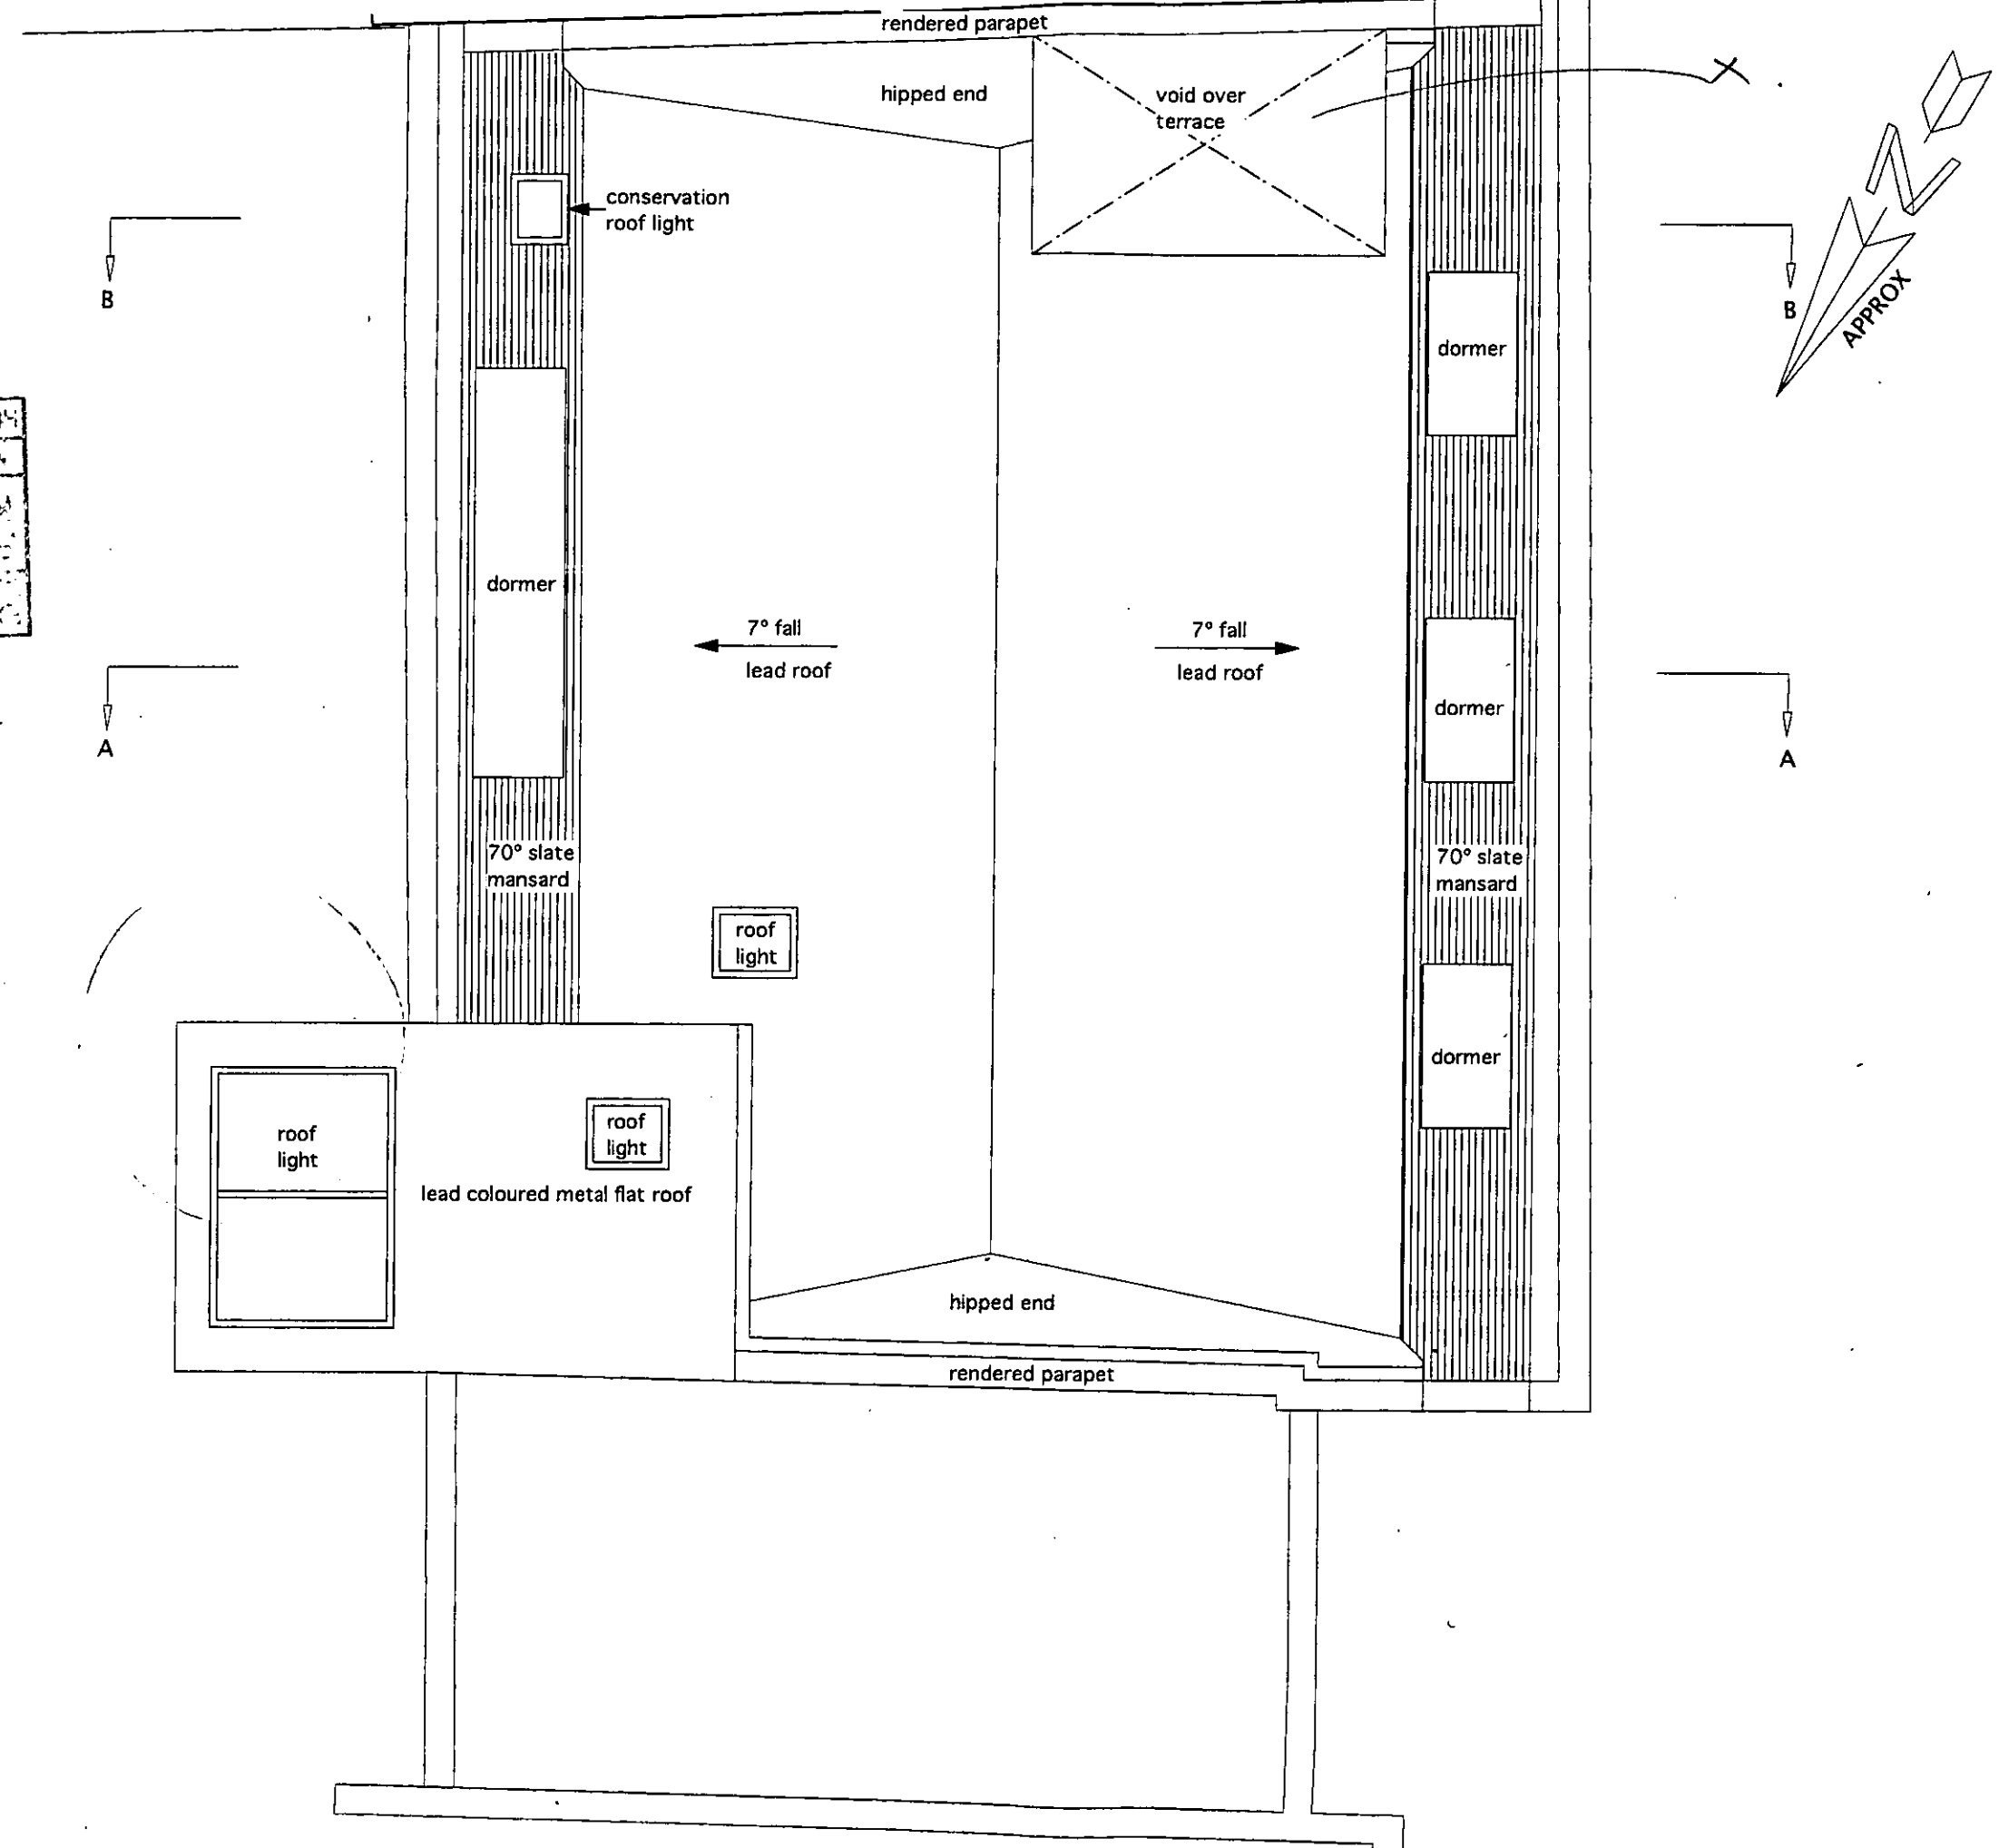 rendered parapet
hipped end
void over
terrace
X
N
APPROX
conservation
roof light
B
B
dormer
dormer
7° fall
lead roof
7° fall
lead roof
dormer
A
A
70° slate
mansard
70° slate
mansard
roof
light
dormer
roof
light
roof
light
lead coloured metal flat roof
hipped end
rendered parapet